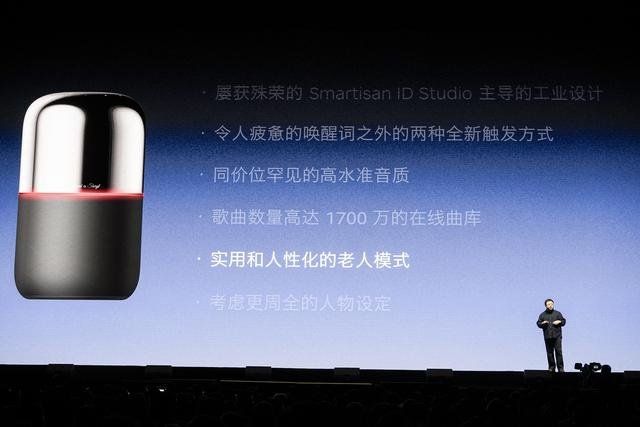 · 屡获殊荣的 Smartisan ID Studio 主导的工业设计
· 令人疲惫的唤醒词之外的两种全新触发方式
· 同价位罕见的高水准音质
· 歌曲数量高达 1700 万的在线曲库
· 实用和人性化的老人模式
· 考虑更周全的人物设定